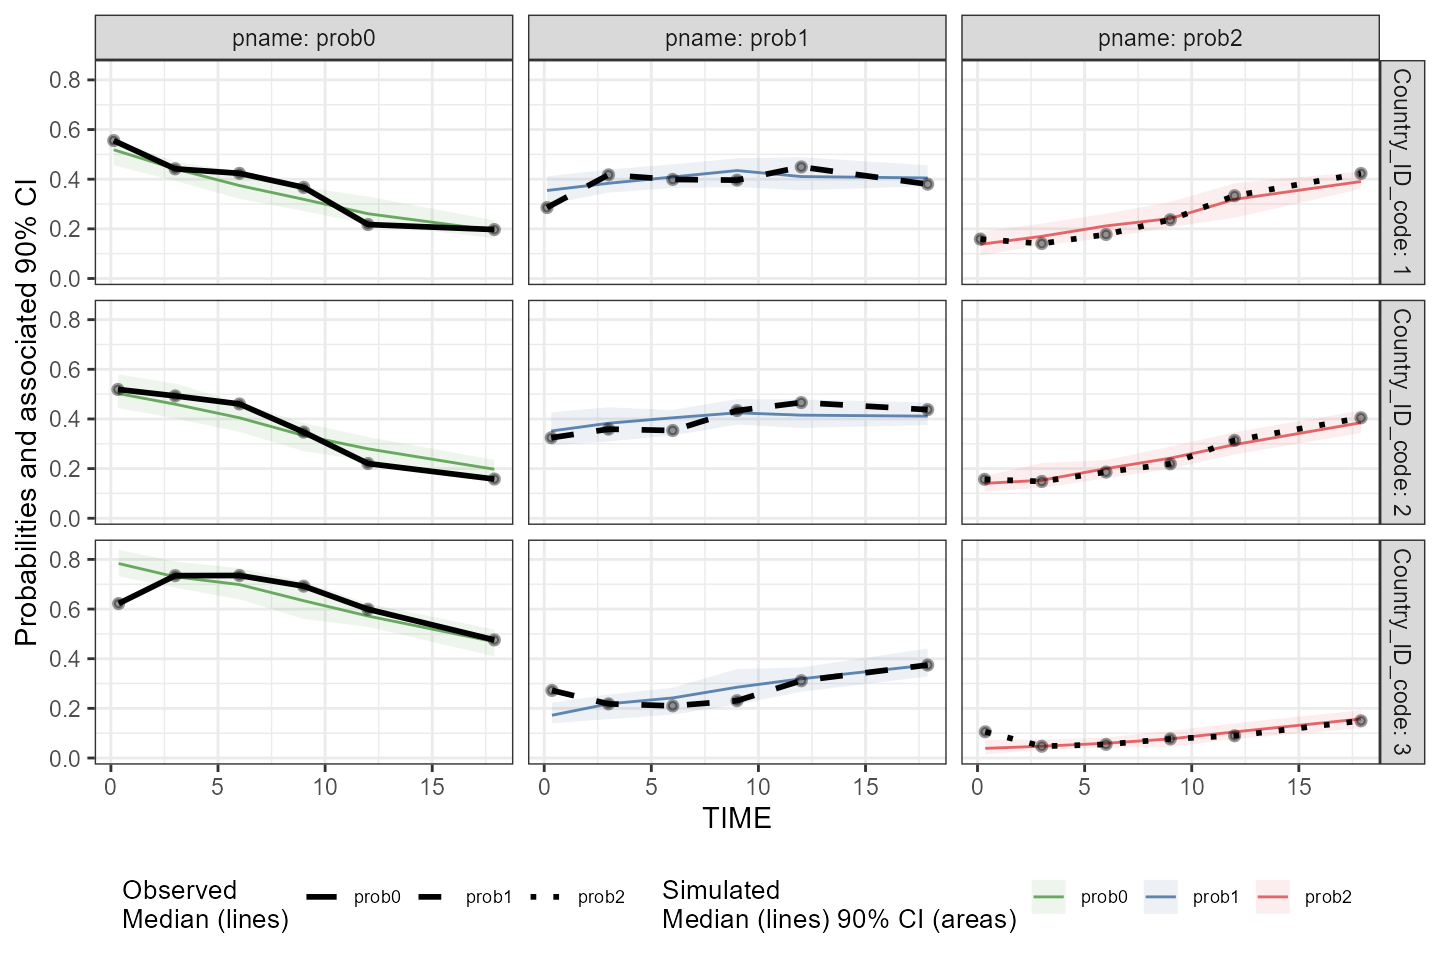 pname: prob0
pname: prob1
pname: prob2
Probabilities and associated 90% CI
0.8
0.6
0.4
0.2
0.0
Country_ID_code: 1
0.8
0.6
0.4
0.2
0.0
Country_ID_code: 2
0.8
0.6
0.4
0.2
0.0
Country_ID_code: 3
0 5 10 15
0 5 10 15
0 5 10 15
TIME
Observed
Median (lines)
prob0 prob1 prob2
Simulated
Median (lines) 90% CI (areas)
prob0 prob1 prob2